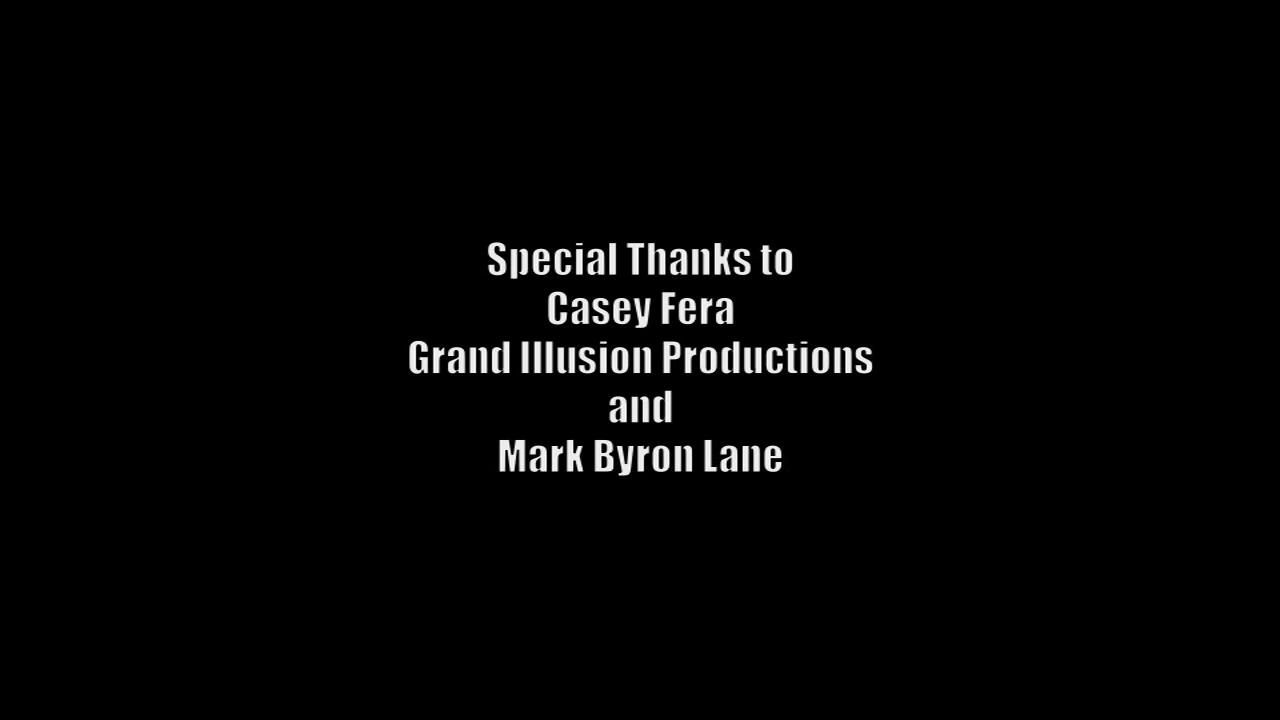 Special Thanks to
Casey Fera
Grand Illusion Productions
and
Mark Byron Lane